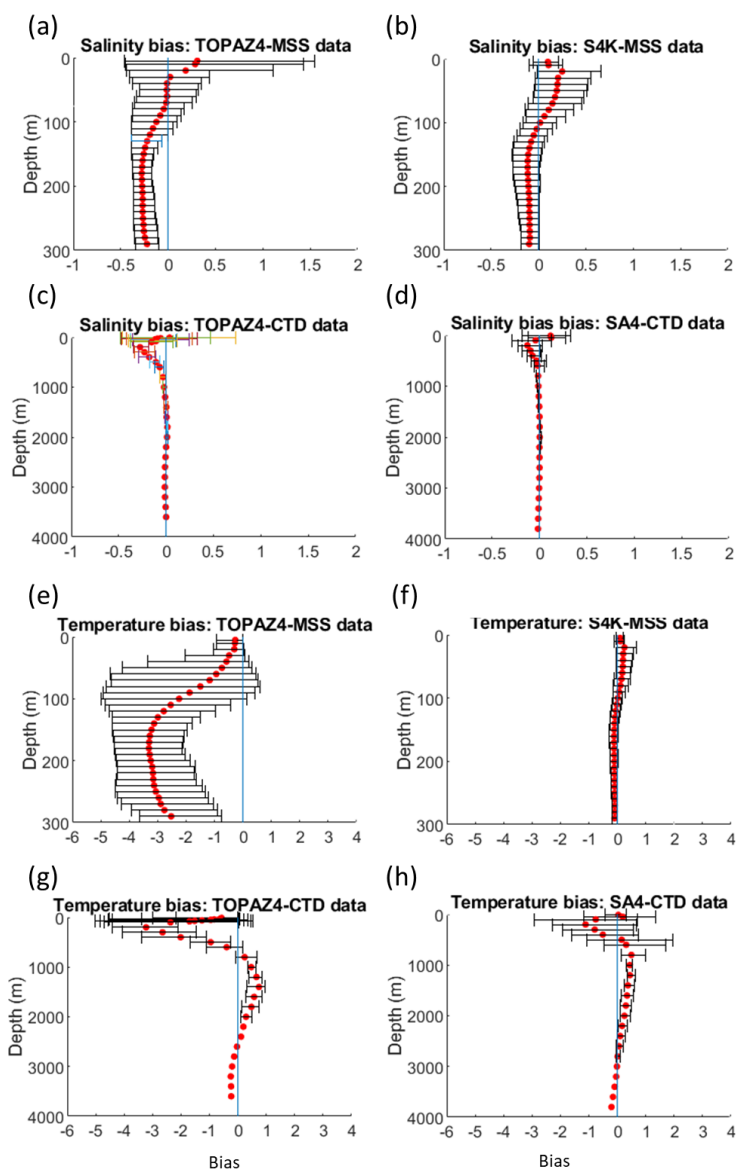 (a)
Salinity bias: TOPAZ4-MSS data
0
100
200
300
Depth (m)
-1 -0.5 0 0.5 1 1.5 2
(b)
Salinity bias: S4K-MSS data
0
100
200
300
Depth (m)
-1 -0.5 0 0.5 1 1.5 2
(c)
Salinity bias: TOPAZ4-CTD data
0
1000
2000
3000
4000
Depth (m)
-1 -0.5 0 0.5 1 1.5 2
(d)
Salinity bias bias: SA4-CTD data
0
1000
2000
3000
4000
Depth (m)
-1 -0.5 0 0.5 1 1.5 2
(e)
Temperature bias: TOPAZ4-MSS data
0
100
200
300
Depth (m)
-6 -5 -4 -3 -2 -1 0 1 2 3 4
(f)
Temperature: S4K-MSS data
0
100
200
300
Depth (m)
-6 -5 -4 -3 -2 -1 0 1 2 3 4
(g)
Temperature bias: TOPAZ4-CTD data
0
1000
2000
3000
4000
Depth (m)
-6 -5 -4 -3 -2 -1 0 1 2 3 4
Bias
(h)
Temperature bias: SA4-CTD data
0
1000
2000
3000
4000
Depth (m)
-6 -5 -4 -3 -2 -1 0 1 2 3 4
Bias